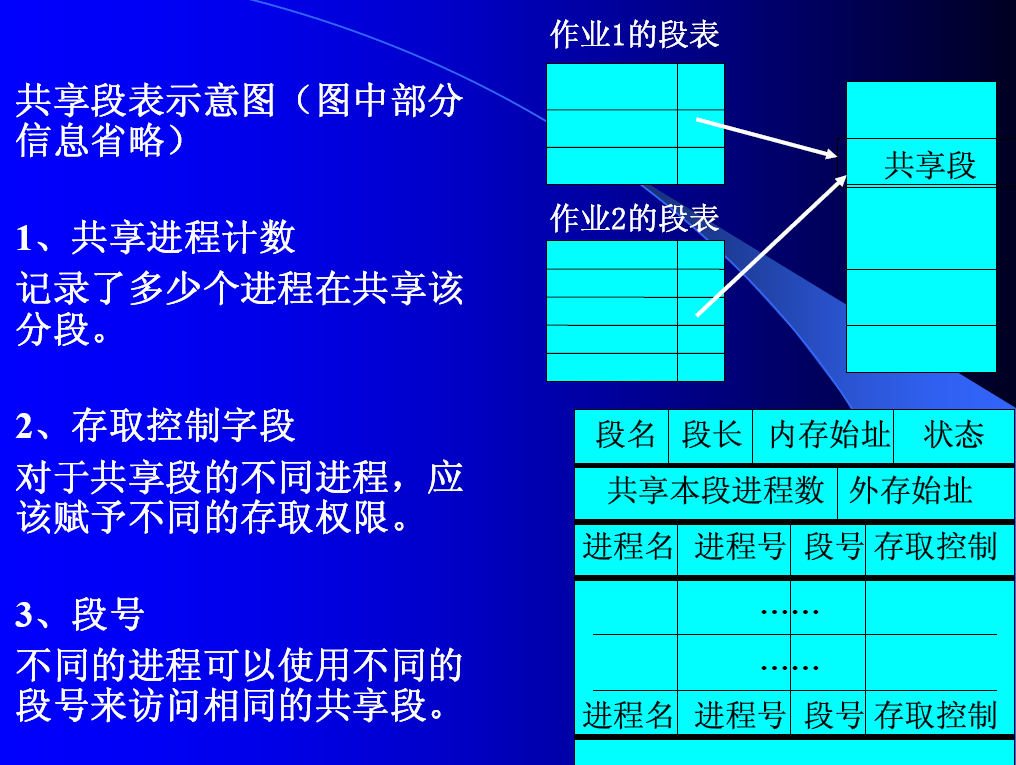 共享段表示意图（图中部分
信息省略）
1、共享进程计数
记录了多少个进程在共享该
分段。
2、存取控制字段
对于共享段的不同进程，应
该赋予不同的存取权限。
3、段号
不同的进程可以使用不同的
段号来访问相同的共享段。
作业1的段表
共享段
作业2的段表
段名 段长 内存始址 状态
共享本段进程数 外存始址
进程名 进程号 段号 存取控制
……
……
进程名 进程号 段号 存取控制